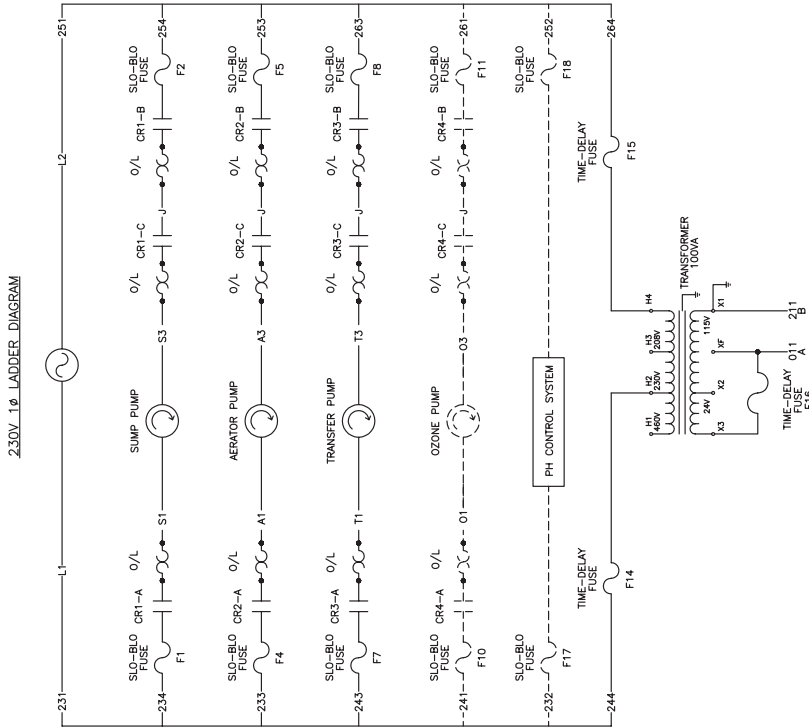 230V 1ø LADDER DIAGRAM
231
L1
L2
251
SUMP PUMP
234
SLO-BLO
FUSE
F1
CR1-A
O/L
S1
S3
O/L
CR1-C
J
O/L
CR1-B
SLO-BLO
FUSE
F2
254
AERATOR PUMP
233
F4
CR2-A
O/L
A1
A3
O/L
CR2-C
J
O/L
CR2-B
SLO-BLO
FUSE
F5
253
TRANSFER PUMP
243
SLO-BLO
FUSE
F7
CR3-A
O/L
T1
T3
O/L
CR3-C
J
O/L
CR3-B
SLO-BLO
FUSE
F8
263
OZONE PUMP
241
SLO-BLO
FUSE
F10
CR4-A
O/L
O1
O3
O/L
CR4-C
J
O/L
CR4-B
SLO-BLO
FUSE
F11
261
232
SLO-BLO
FUSE
F17
PH CONTROL SYSTEM
SLO-BLO
FUSE
F18
252
244
TIME-DELAY
FUSE
F14
TIME-DELAY
FUSE
F15
264
H1
460V
H2
230V
H3
208V
H4
TRANSFORMER
100VA
X3
24V
X2
XF
115V
X1
TIME-DELAY
FUSE
F16
011
A
211
B